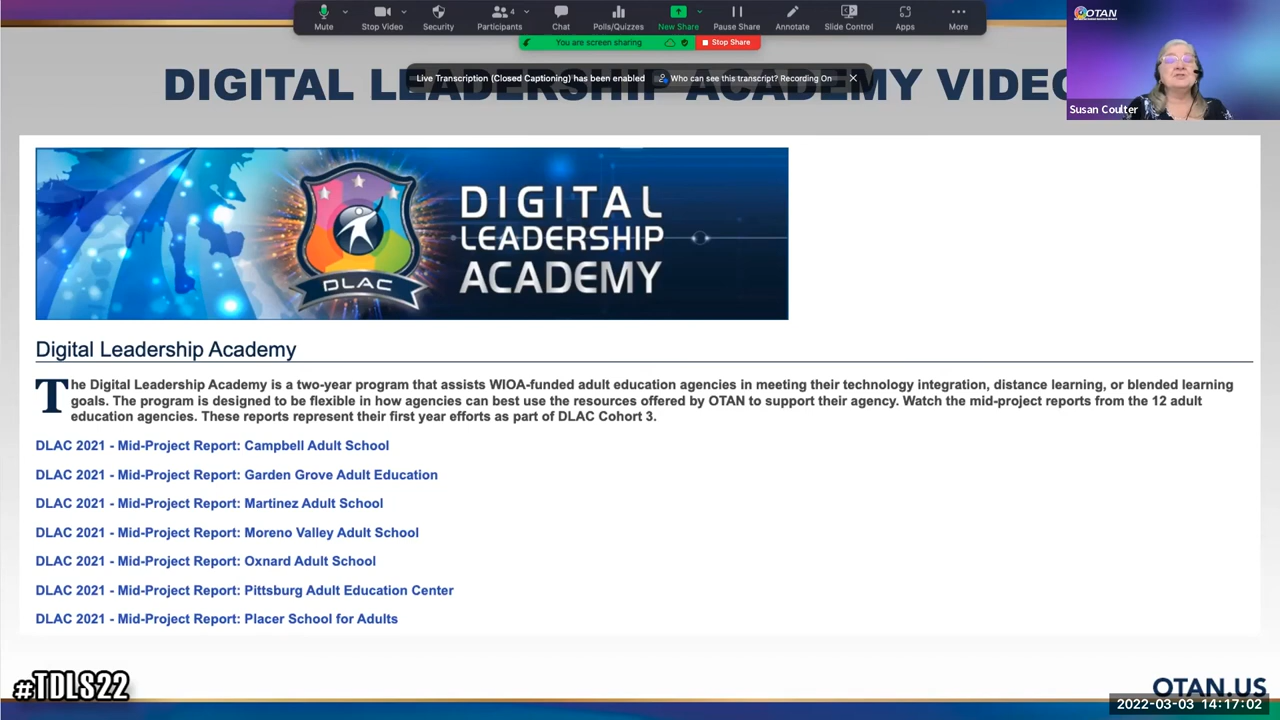 Mute
Stop Video
Security
Participants
4
Chat
Polls/Quizzes
New Share
Pause Share
Annotate
Slide Control
Apps
More
You are screen sharing
Stop Share
Live Transcription (Closed Captioning) has been enabled
Who can see this transcript? Recording On
OTAN
Susan Coulter
DIGITAL LEADERSHIP ACADEMY VIDEO
DLAC
DIGITAL
LEADERSHIP
ACADEMY
Digital Leadership Academy
The Digital Leadership Academy is a two-year program that assists WIOA-funded adult education agencies in meeting their technology integration, distance learning, or blended learning
goals. The program is designed to be flexible in how agencies can best use the resources offered by OTAN to support their agency. Watch the mid-project reports from the 12 adult
education agencies. These reports represent their first year efforts as part of DLAC Cohort 3.
DLAC 2021 - Mid-Project Report: Campbell Adult School
DLAC 2021 - Mid-Project Report: Garden Grove Adult Education
DLAC 2021 - Mid-Project Report: Martinez Adult School
DLAC 2021 - Mid-Project Report: Moreno Valley Adult School
DLAC 2021 - Mid-Project Report: Oxnard Adult School
DLAC 2021 - Mid-Project Report: Pittsburg Adult Education Center
DLAC 2021 - Mid-Project Report: Placer School for Adults
#TDLS22
OTAN.US
2022-03-03 14:17:02